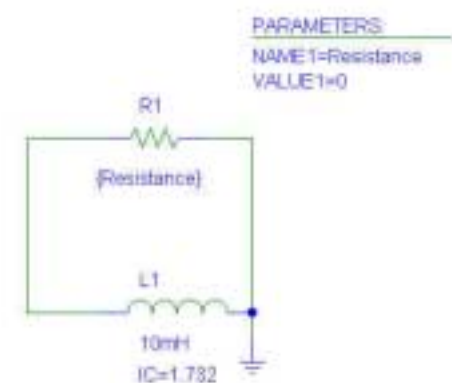 PARAMETERS
NAME1=Resistance
VALUE1=0
R1
{Resistance}
L1
10mH
IC=1.732